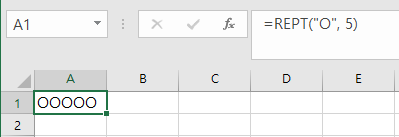 A1 fx =REPT("O", 5)
A B C D E
1 OOOOO
2